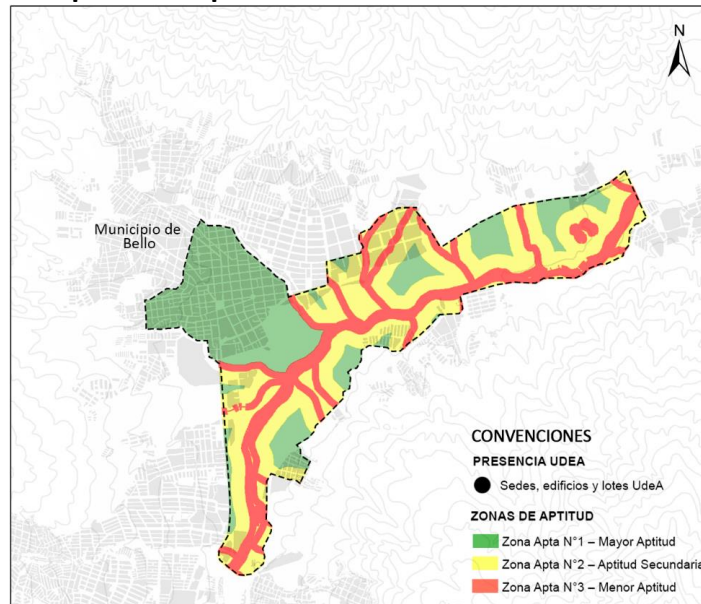 N
Municipio de
Bello
CONVENCIONES
PRESENCIA UDEA
Sedes, edificios y lotes UdeA
ZONAS DE APTITUD
Zona Apta N°1 – Mayor Aptitud
Zona Apta N°2 – Aptitud Secundaria
Zona Apta N°3 – Menor Aptitud